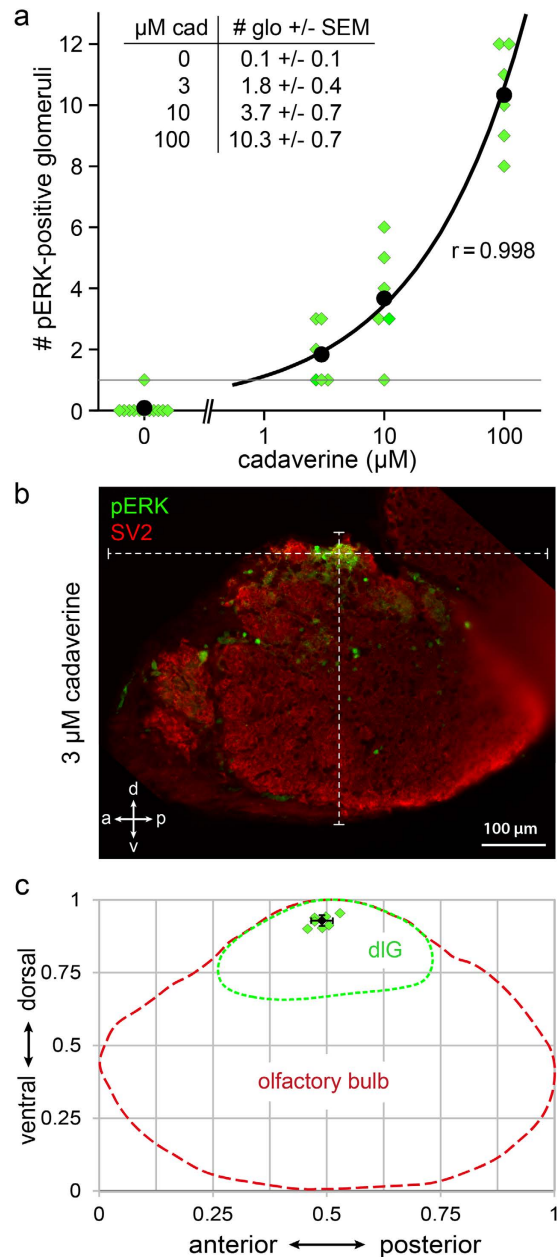 a
µM cad # glo +/- SEM
0 0.1 +/- 0.1
3 1.8 +/- 0.4
10 3.7 +/- 0.7
100 10.3 +/- 0.7
12
10
8
6
4
2
0
# pERK-positive glomeruli
r = 0.998
0 1 10 100
cadaverine (µM)
b
pERK
SV2
3 µM cadaverine
d
a p
v
100 µm
c
1
0.75
0.5
0.25
0
ventral dorsal
dlG
olfactory bulb
0 0.25 0.5 0.75 1
anterior posterior